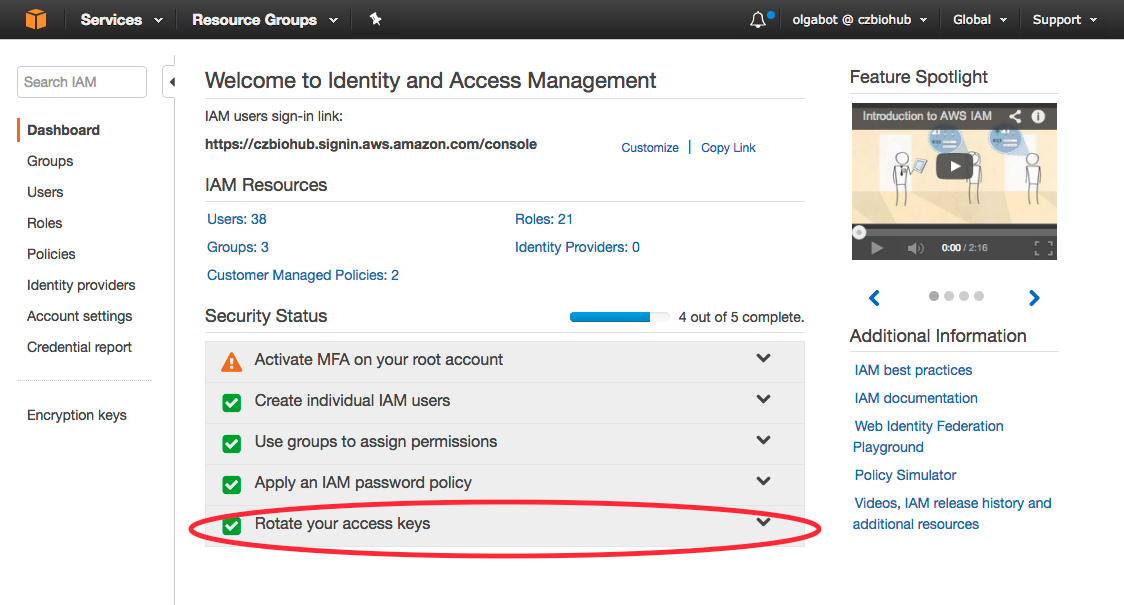 Services Resource Groups olgabot @ czbiohub Global Support
Search IAM
Dashboard
Groups
Users
Roles
Policies
Identity providers
Account settings
Credential report
Encryption keys
Welcome to Identity and Access Management
IAM users sign-in link:
https://czbiohub.signin.aws.amazon.com/console Customize | Copy Link
IAM Resources
Users: 38 Roles: 21
Groups: 3 Identity Providers: 0
Customer Managed Policies: 2
Security Status 4 out of 5 complete.
Activate MFA on your root account
Create individual IAM users
Use groups to assign permissions
Apply an IAM password policy
Rotate your access keys
Feature Spotlight
Introduction to AWS IAM
0:00 / 2:16
Additional Information
IAM best practices
IAM documentation
Web Identity Federation
Playground
Policy Simulator
Videos, IAM release history and
additional resources